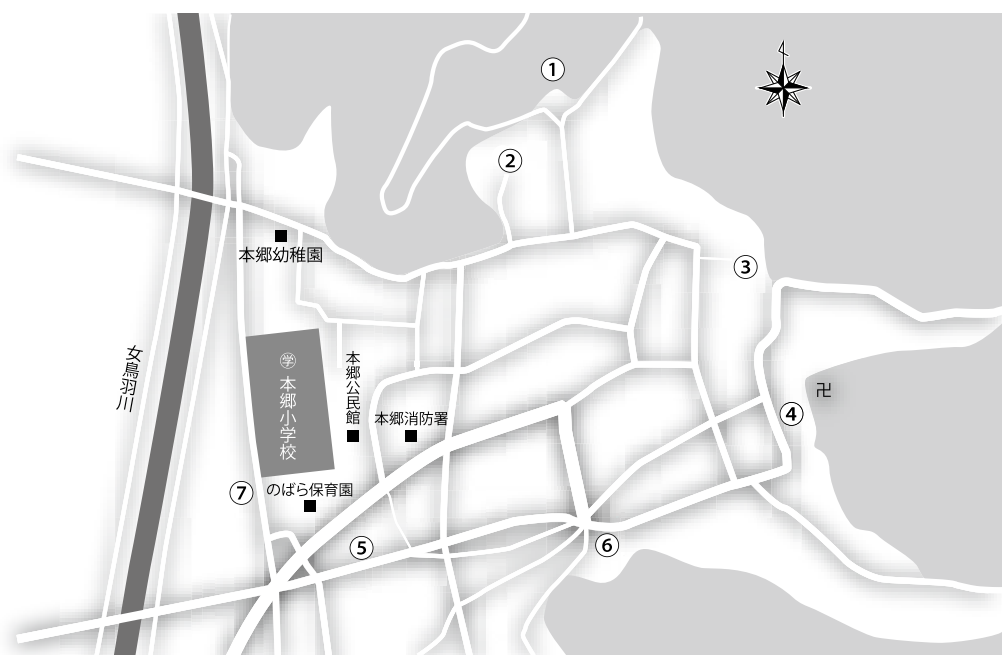 ①
②
本郷幼稚園
③
女鳥羽川
学 本郷小学校
本郷公民館
本郷消防署
卍
④
⑦
のばら保育園
⑤
⑥